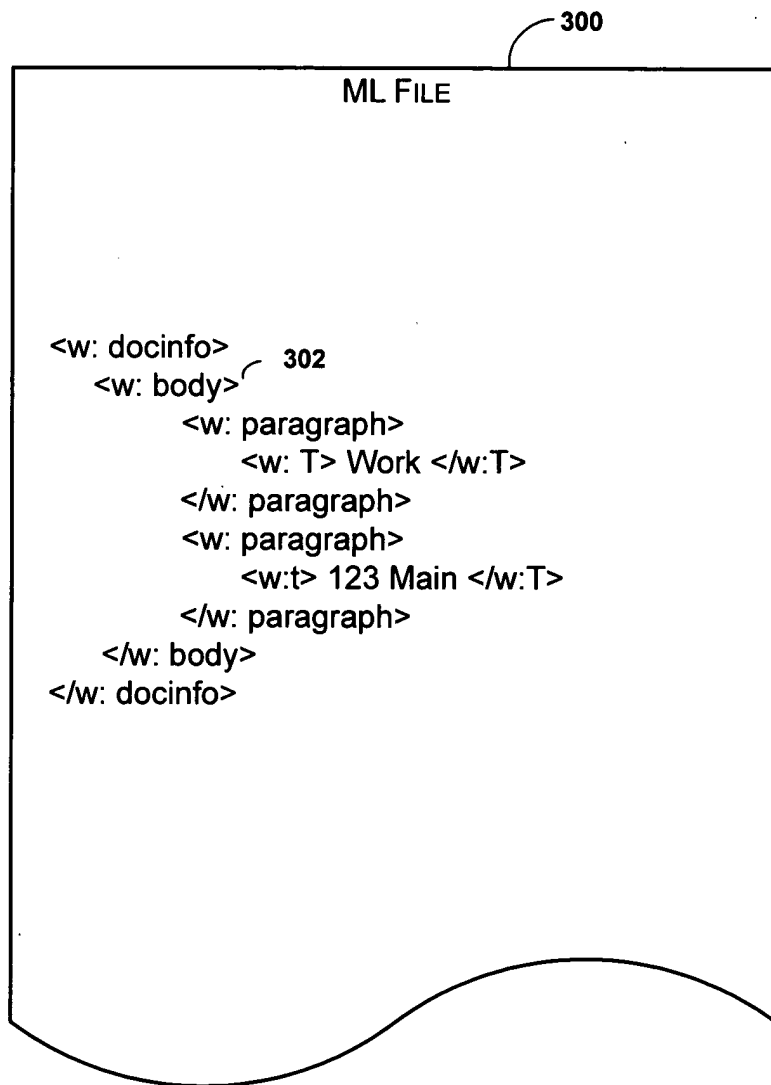 300
ML FILE
<w: docinfo>
<w: body> 302
<w: paragraph>
<w: T> Work </w:T>
</w: paragraph>
<w: paragraph>
<w:t> 123 Main </w:T>
</w: paragraph>
</w: body>
</w: docinfo>